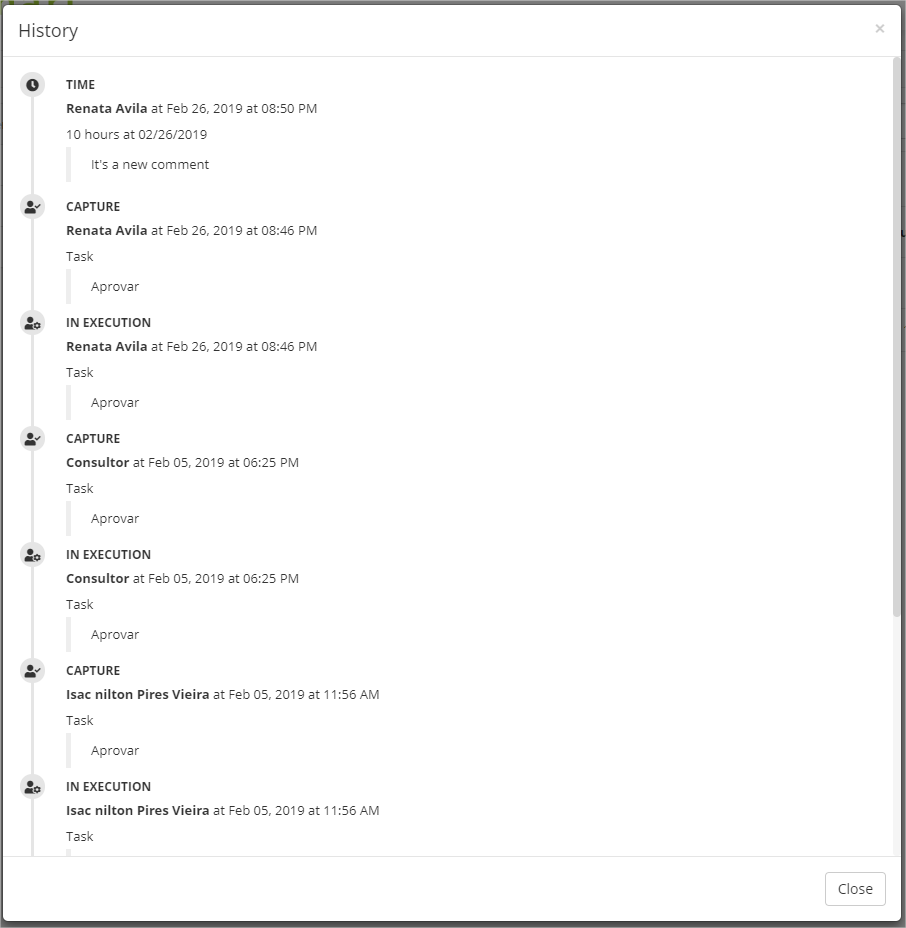 History
×
TIME
Renata Avila at Feb 26, 2019 at 08:50 PM
10 hours at 02/26/2019
It's a new comment
CAPTURE
Renata Avila at Feb 26, 2019 at 08:46 PM
Task
Aprovar
IN EXECUTION
Renata Avila at Feb 26, 2019 at 08:46 PM
Task
Aprovar
CAPTURE
Consultor at Feb 05, 2019 at 06:25 PM
Task
Aprovar
IN EXECUTION
Consultor at Feb 05, 2019 at 06:25 PM
Task
Aprovar
CAPTURE
Isac nilton Pires Vieira at Feb 05, 2019 at 11:56 AM
Task
Aprovar
IN EXECUTION
Isac nilton Pires Vieira at Feb 05, 2019 at 11:56 AM
Task
Close